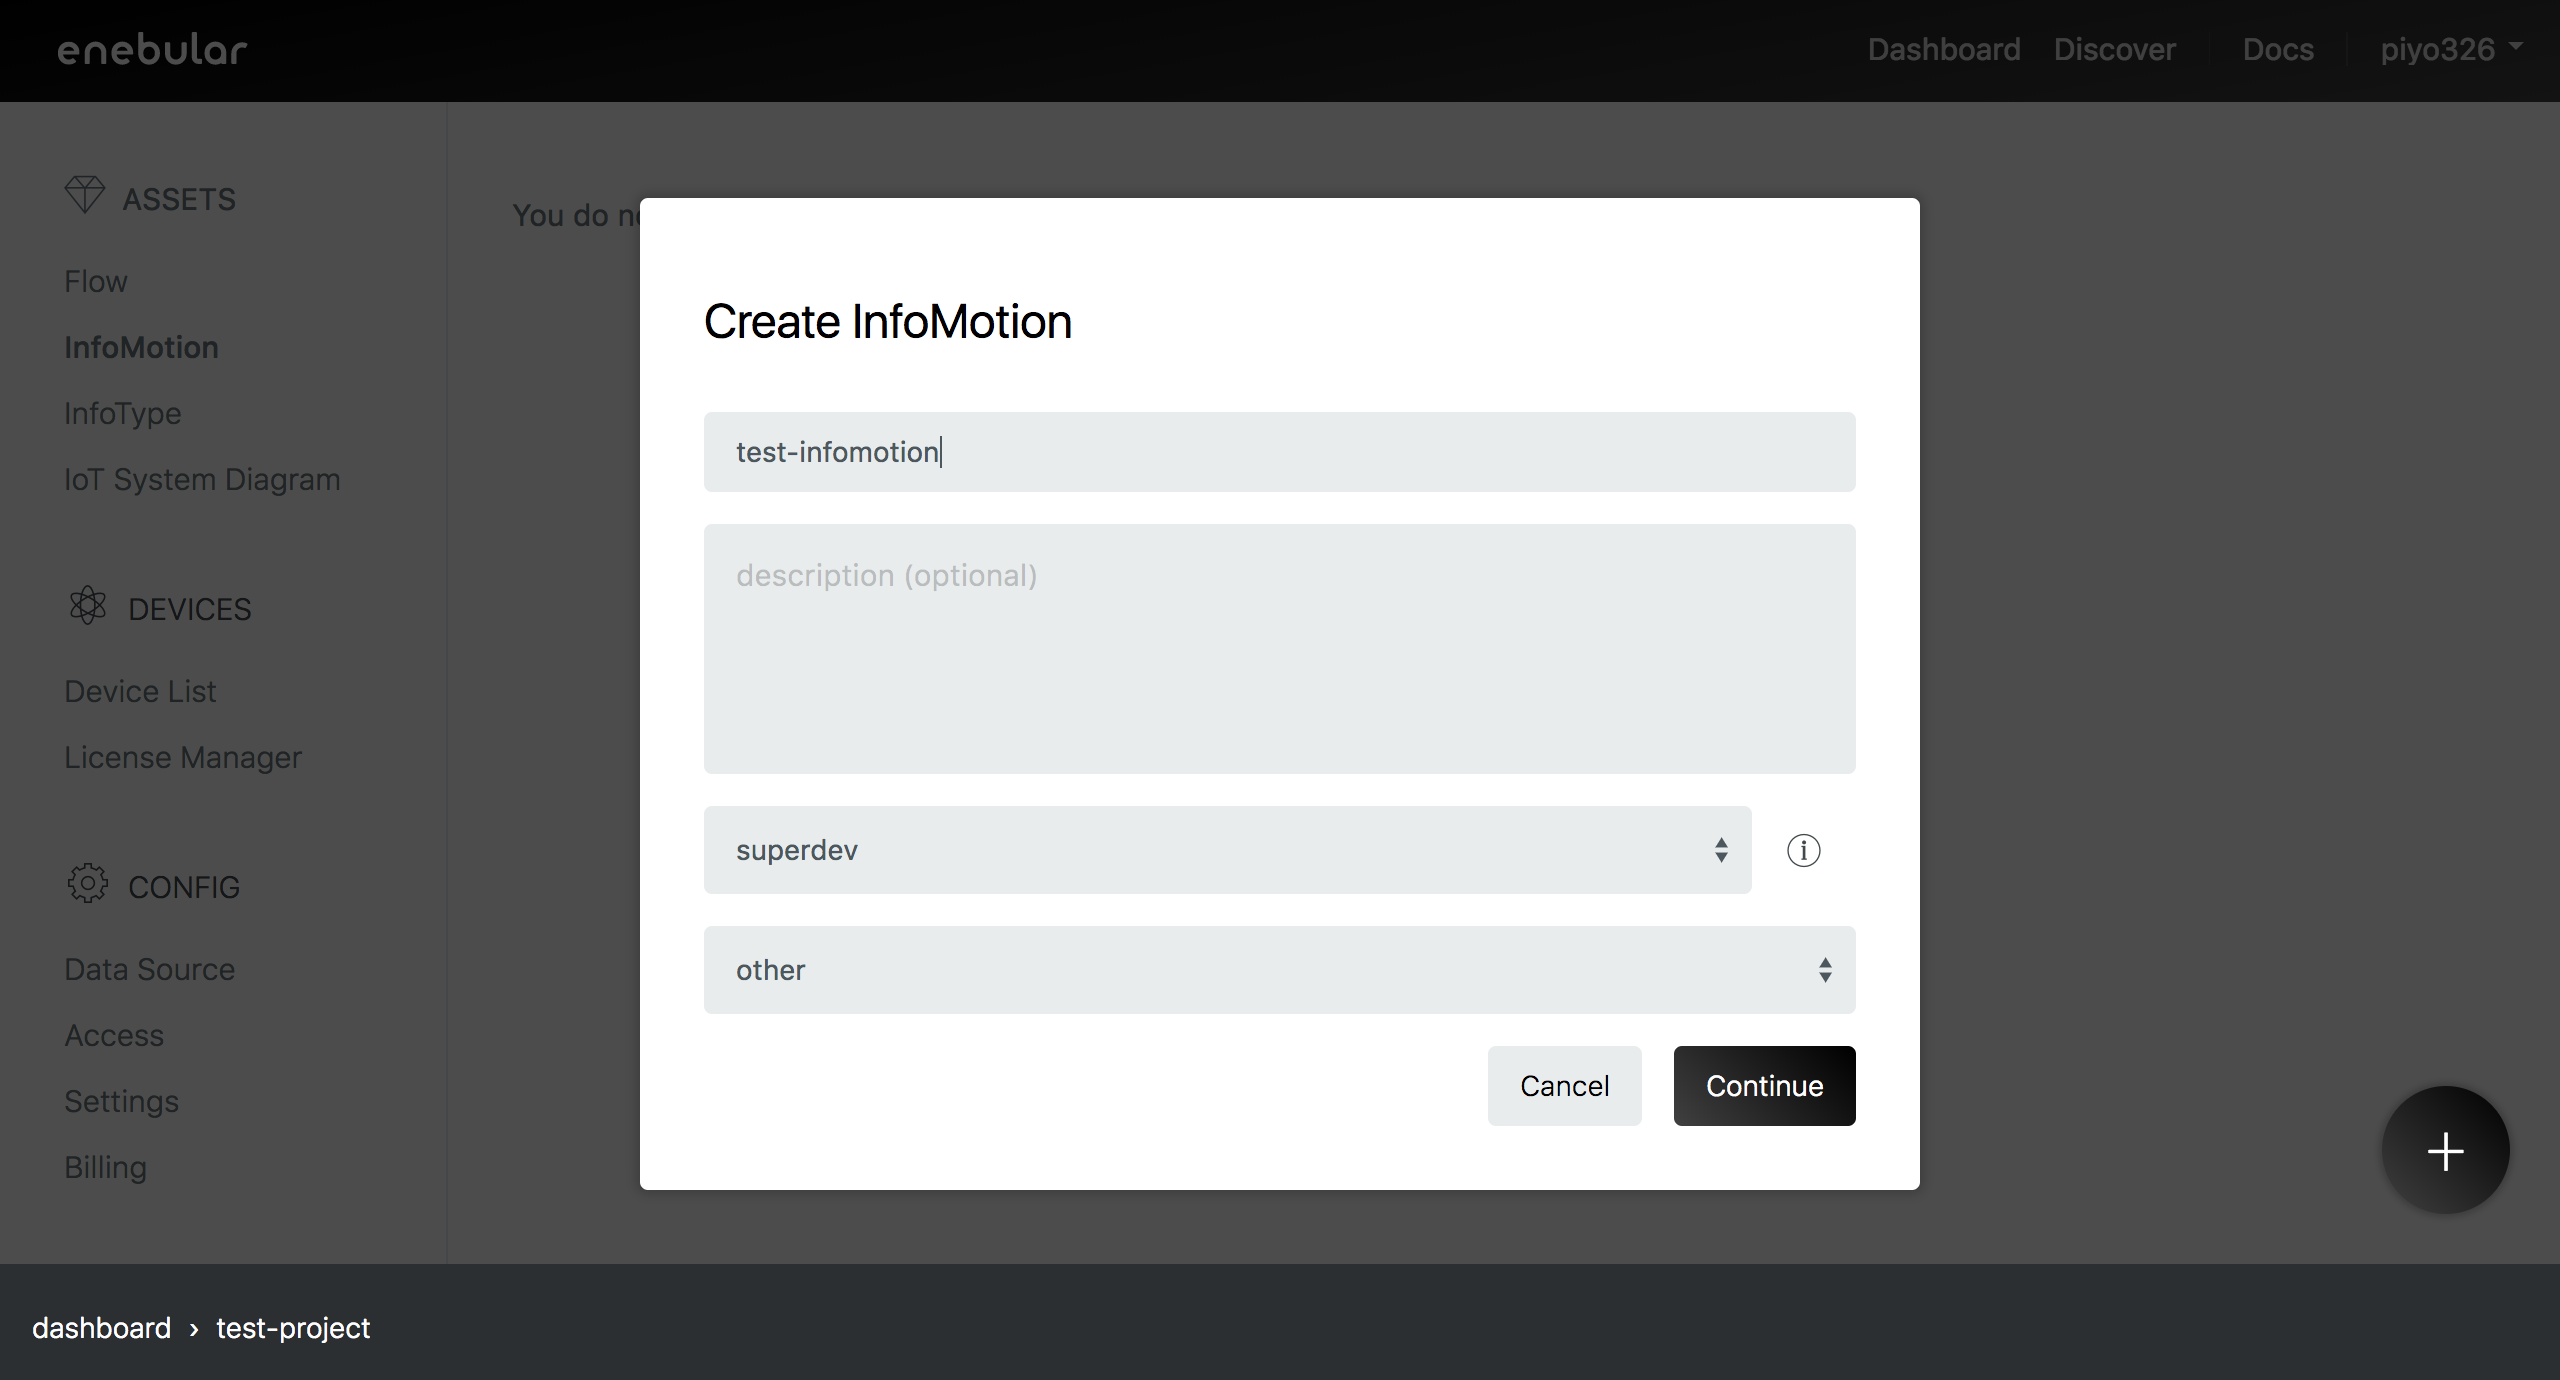 enebular
Dashboard Discover Docs piyo326
ASSETS
Flow
InfoMotion
InfoType
IoT System Diagram
DEVICES
Device List
License Manager
CONFIG
Data Source
Access
Settings
Billing
You do
Create InfoMotion
test-infomotion
description (optional)
superdev
other
Cancel Continue
dashboard › test-project